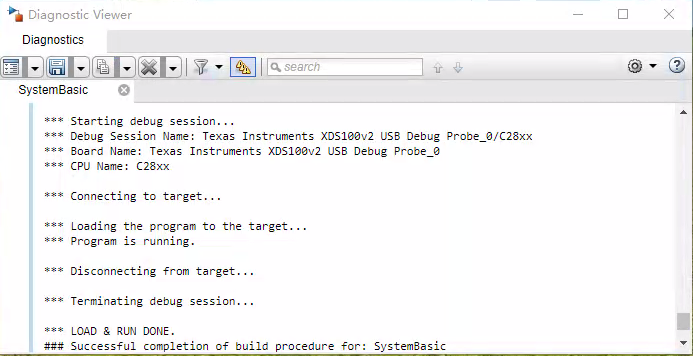 Diagnostic Viewer
Diagnostics
search
SystemBasic
*** Starting debug session...
*** Debug Session Name: Texas Instruments XDS100v2 USB Debug Probe_0/C28xx
*** Board Name: Texas Instruments XDS100v2 USB Debug Probe_0
*** CPU Name: C28xx
*** Connecting to target...
*** Loading the program to the target...
*** Program is running.
*** Disconnecting from target...
*** Terminating debug session...
*** LOAD & RUN DONE.
### Successful completion of build procedure for: SystemBasic